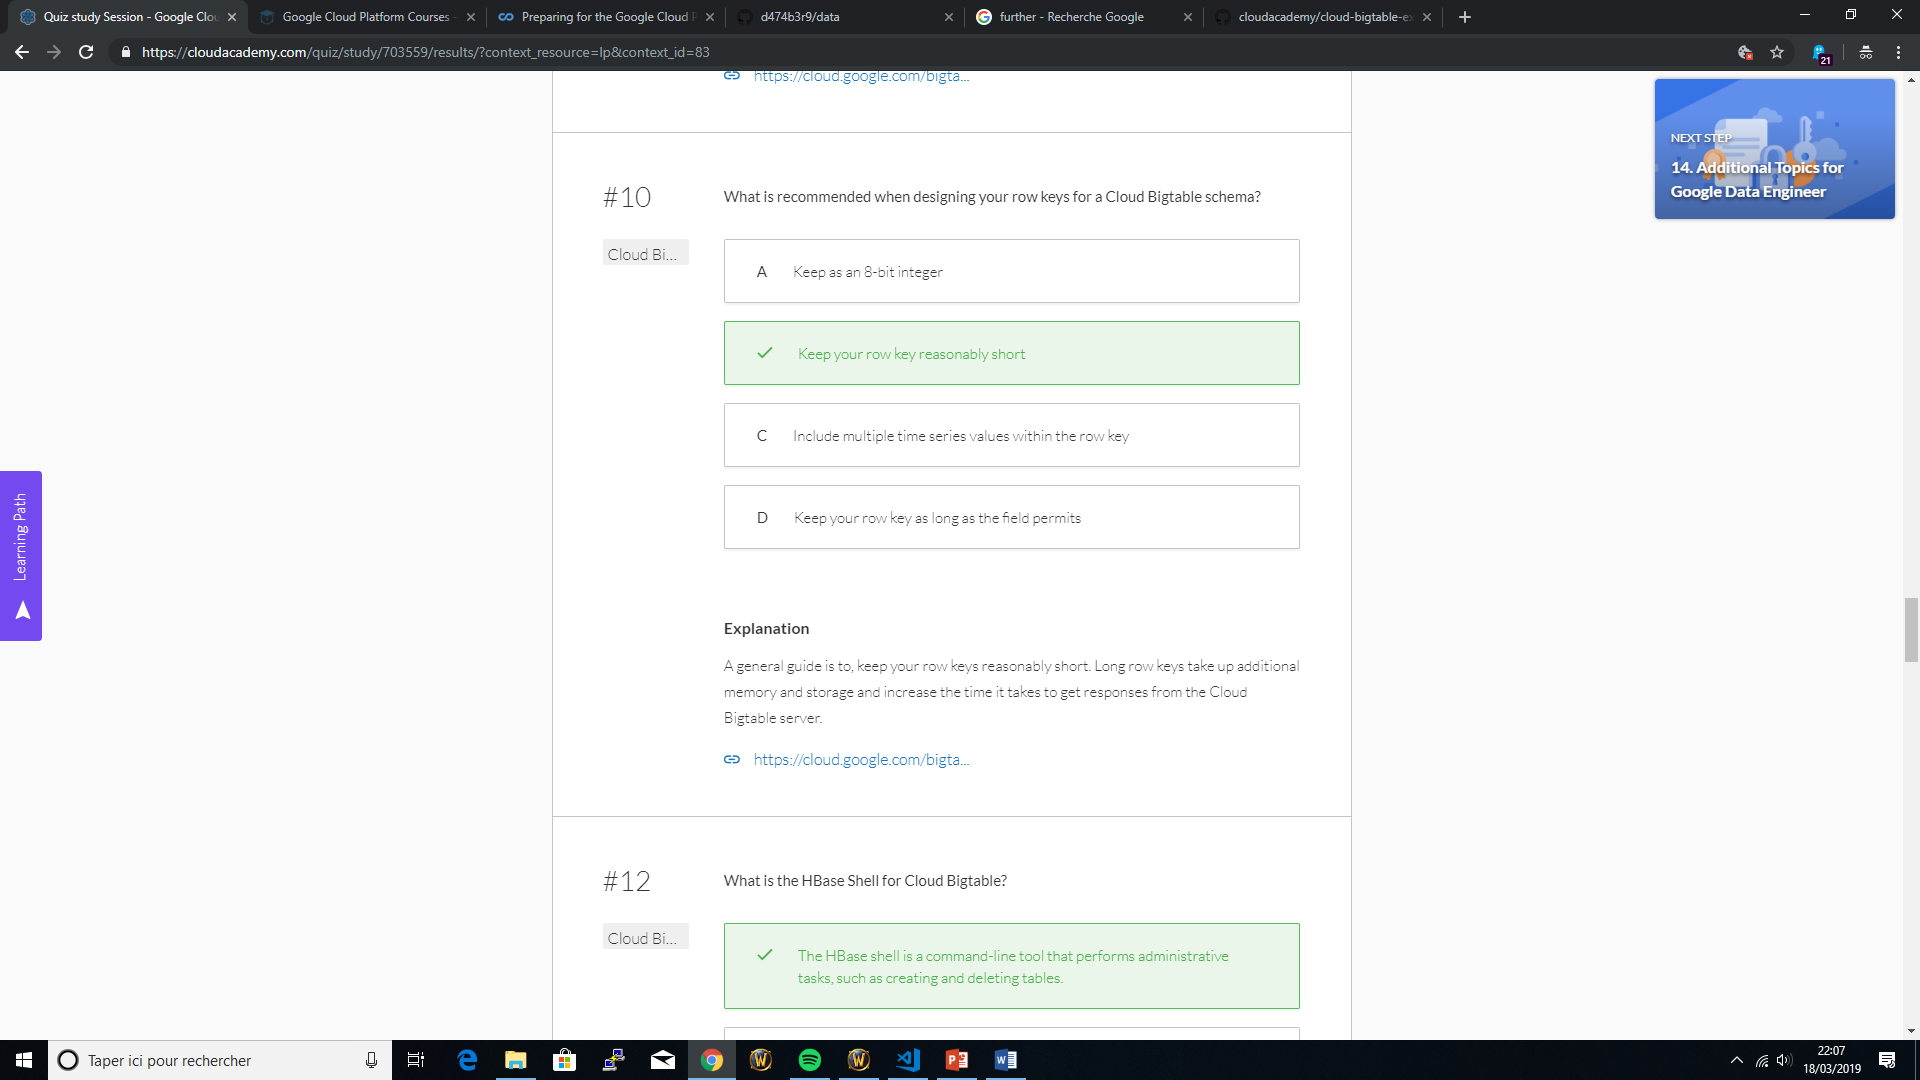 Quiz study Session - Google Clou
Google Cloud Platform Courses -
Preparing for the Google Cloud P
d474b3r9/data
further - Recherche Google
cloudacademy/cloud-bigtable-ex
https://cloudacademy.com/quiz/study/703559/results/?context_resource=lp&context_id=83
21
https://cloud.google.com/bigta...
NEXT STEP
14. Additional Topics for
Google Data Engineer
#10
What is recommended when designing your row keys for a Cloud Bigtable schema?
Cloud Bi...
A Keep as an 8-bit integer
Keep your row key reasonably short
C Include multiple time series values within the row key
D Keep your row key as long as the field permits
Learning Path
Explanation
A general guide is to, keep your row keys reasonably short. Long row keys take up additional
memory and storage and increase the time it takes to get responses from the Cloud
Bigtable server.
https://cloud.google.com/bigta...
#12
What is the HBase Shell for Cloud Bigtable?
Cloud Bi...
The HBase shell is a command-line tool that performs administrative
tasks, such as creating and deleting tables.
Taper ici pour rechercher
22:07
18/03/2019